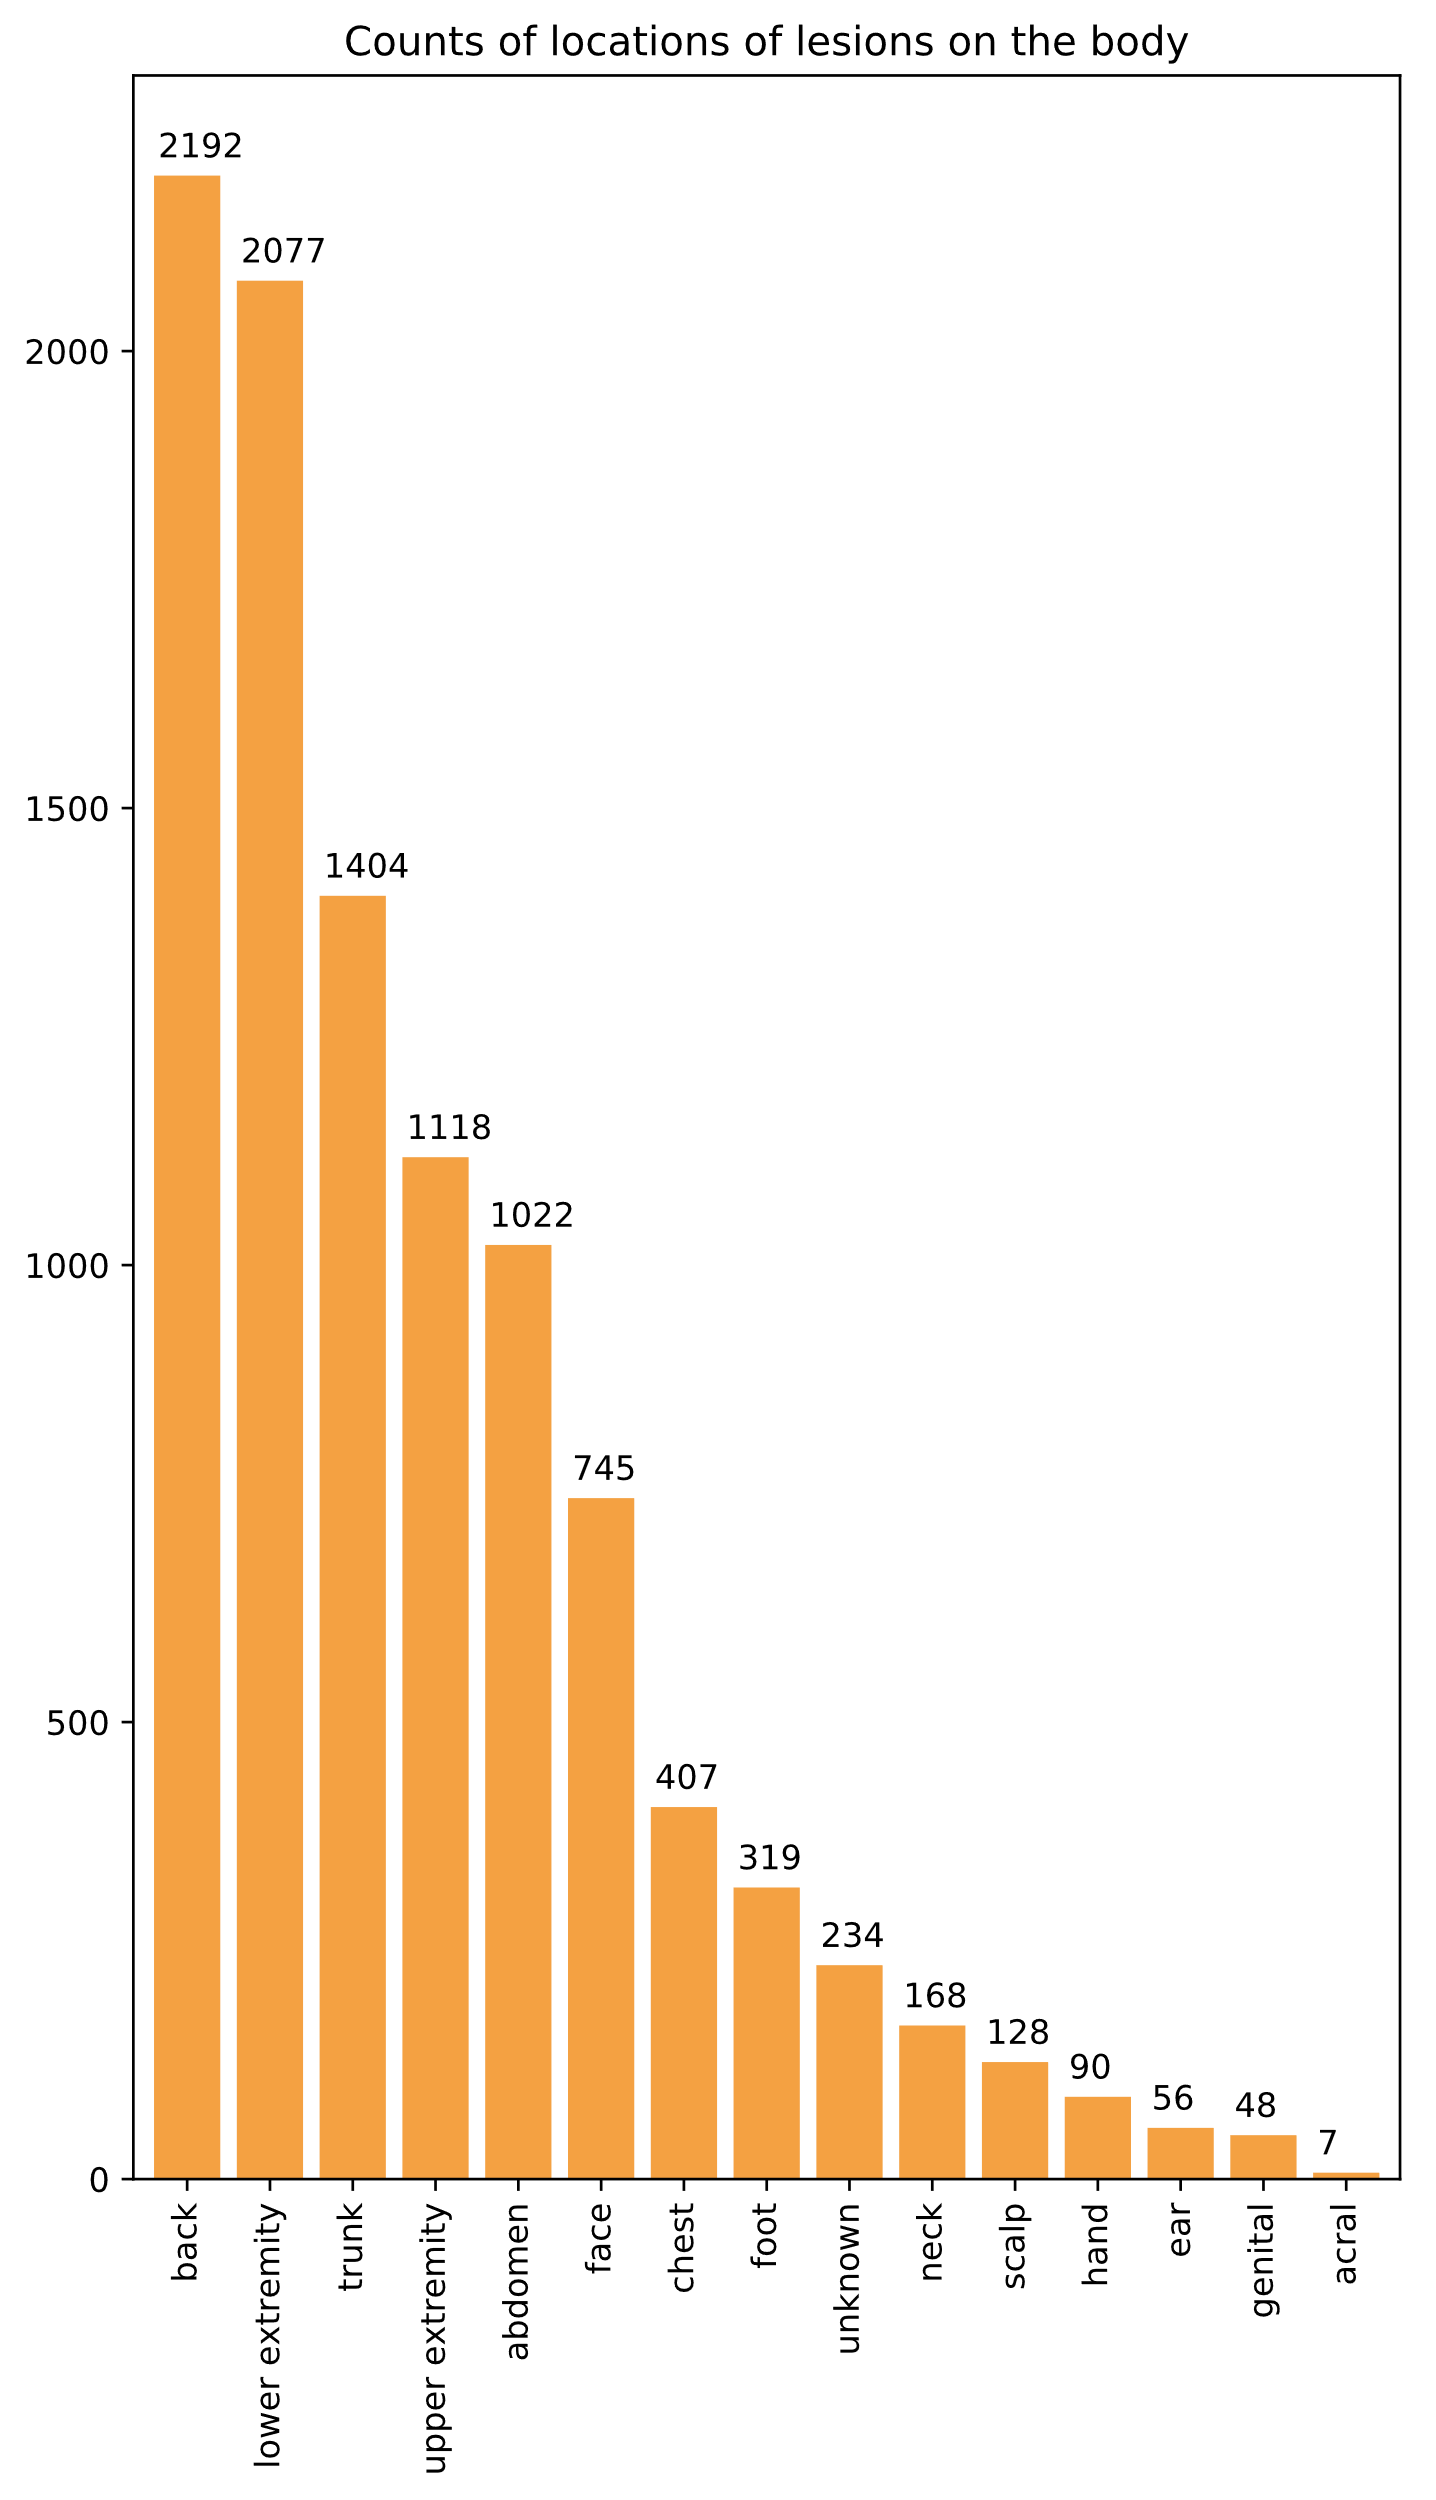 Counts of locations of lesions on the body
2192
2077
2000
1500
1404
1118
1022
1000
745
500
407
319
234
168
128
90
56
48
7
0
back
lower extremity
trunk
upper extremity
abdomen
face
chest
foot
unknown
neck
scalp
hand
ear
genital
acral